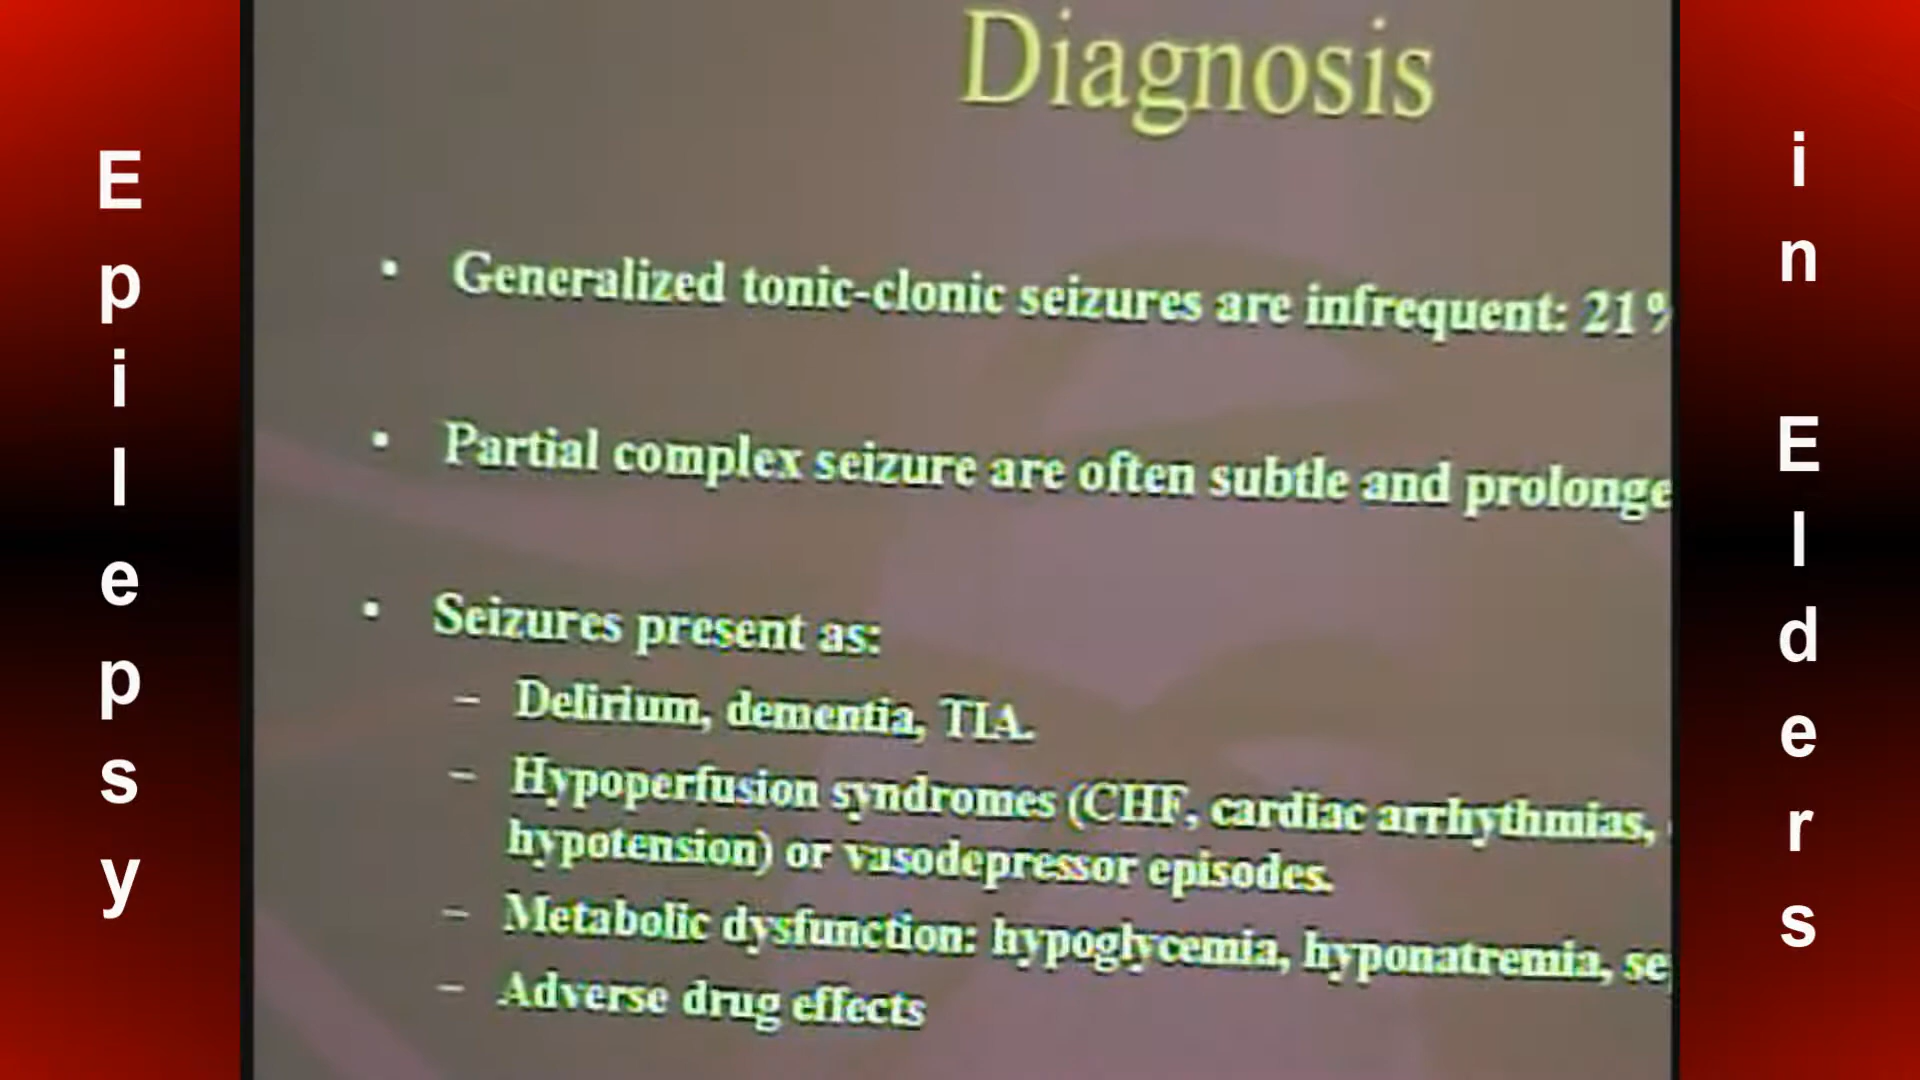 Epilepsy
in Elders
Diagnosis
• Generalized tonic-clonic seizures are infrequent: 21%
• Partial complex seizure are often subtle and
• Seizures present as:
– Delirium, dementia, TIA.
– Hypoperfusion syndromes (CHF, cardiac arrhythmias,
hypotension) or vasodepressor episodes.
– Metabolic dysfunction: hypoglycemia, hyponatremia,
– Adverse drug effects